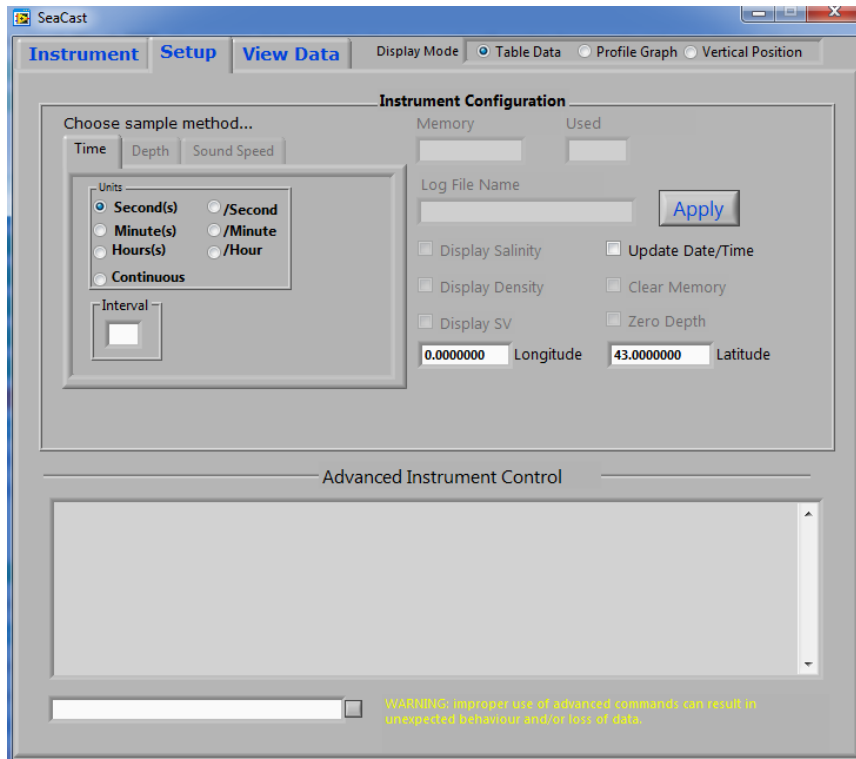 SeaCast
Instrument Setup View Data Display Mode Table Data Profile Graph Vertical Position
Instrument Configuration
Choose sample method...
Time Depth Sound Speed
Units
Second(s) /Second
Minute(s) /Minute
Hours(s) /Hour
Continuous
Interval
Memory Used
Log File Name
Apply
Display Salinity Update Date/Time
Display Density Clear Memory
Display SV Zero Depth
0.0000000 Longitude 43.0000000 Latitude
Advanced Instrument Control
WARNING: improper use of advanced commands can result in
unexpected behaviour and/or loss of data.